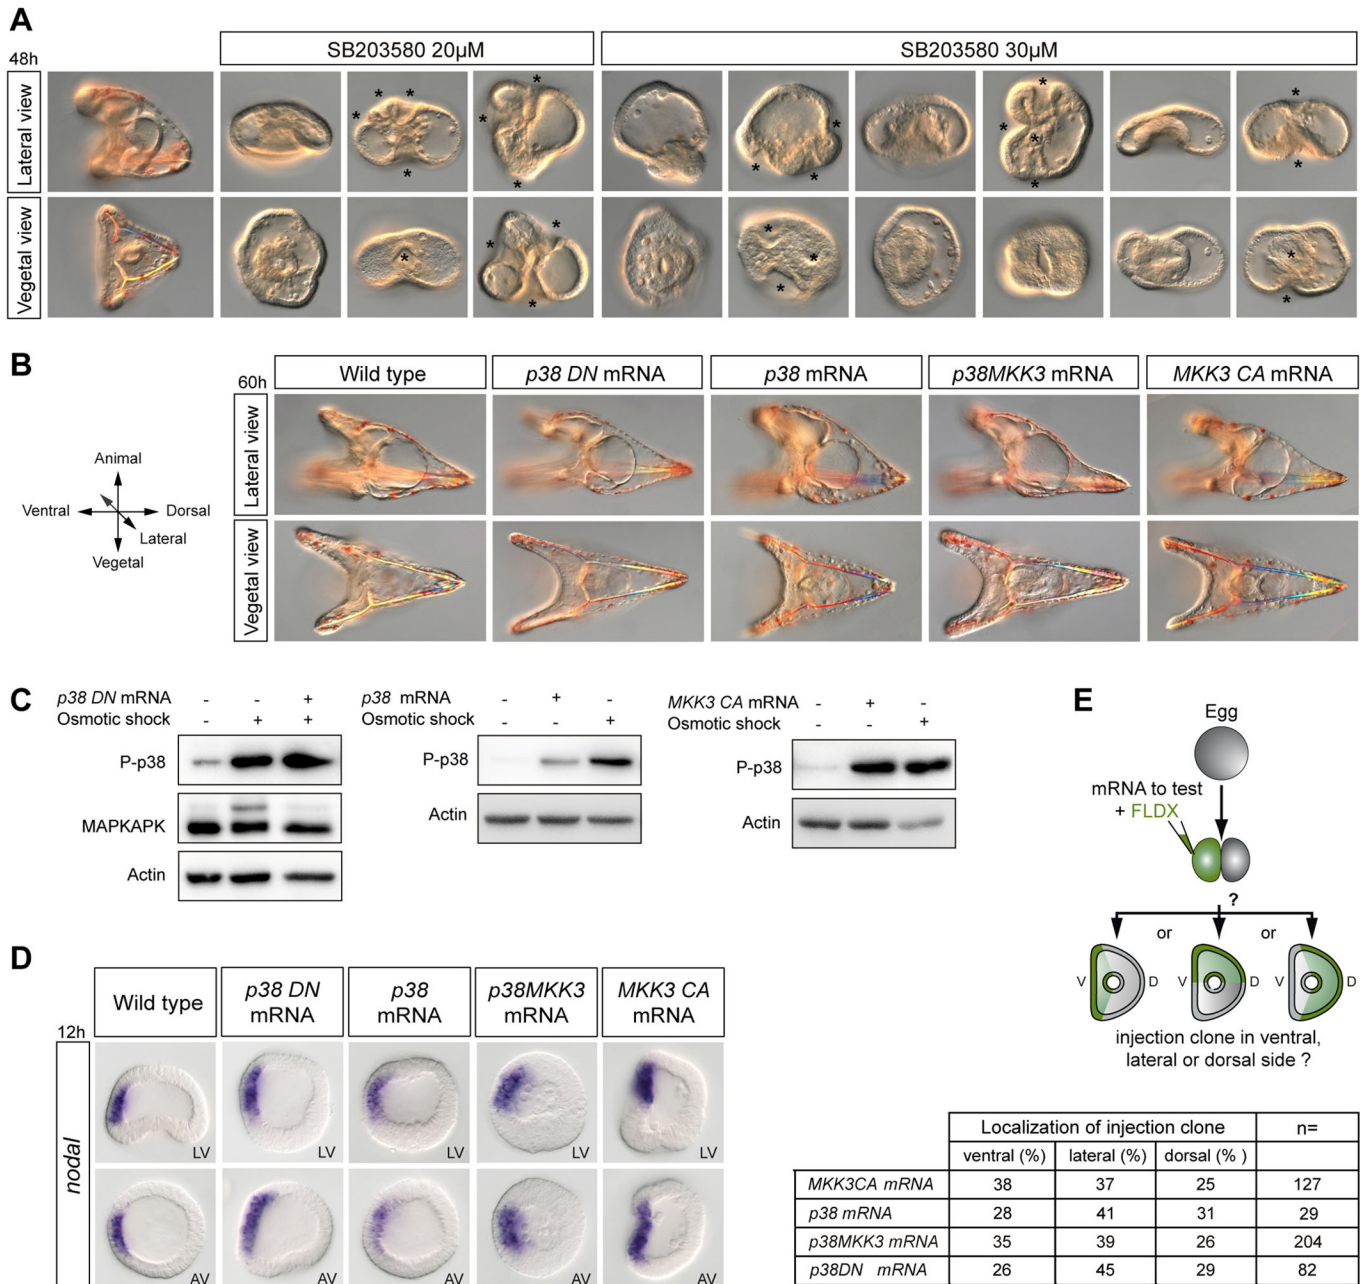 A
48h
SB203580 20µM
SB203580 30µM
Lateral view
* * * * * * * * * * * * * * * *
Vegetal view
* * * * * * * * *
B
60h
Wild type
p38 DN mRNA
p38 mRNA
p38MKK3 mRNA
MKK3 CA mRNA
Lateral view
Vegetal view
Animal
Ventral
Dorsal
Lateral
Vegetal
C
p38 DN mRNA - - +
Osmotic shock - + +
P-p38
MAPKAPK
Actin
p38 mRNA - + -
Osmotic shock - - +
P-p38
Actin
MKK3 CA mRNA - + -
Osmotic shock - - +
P-p38
Actin
D
12h
Wild type
p38 DN
mRNA
p38
mRNA
p38MKK3
mRNA
MKK3 CA
mRNA
nodal
LV LV LV LV LV
AV AV AV AV AV
E
Egg
mRNA to test
+ FLDX
?
or or
V D V D V D
injection clone in ventral,
lateral or dorsal side ?
Localization of injection clone n=
ventral (%) lateral (%) dorsal (% )
MKK3CA mRNA 38 37 25 127
p38 mRNA 28 41 31 29
p38MKK3 mRNA 35 39 26 204
p38DN mRNA 26 45 29 82